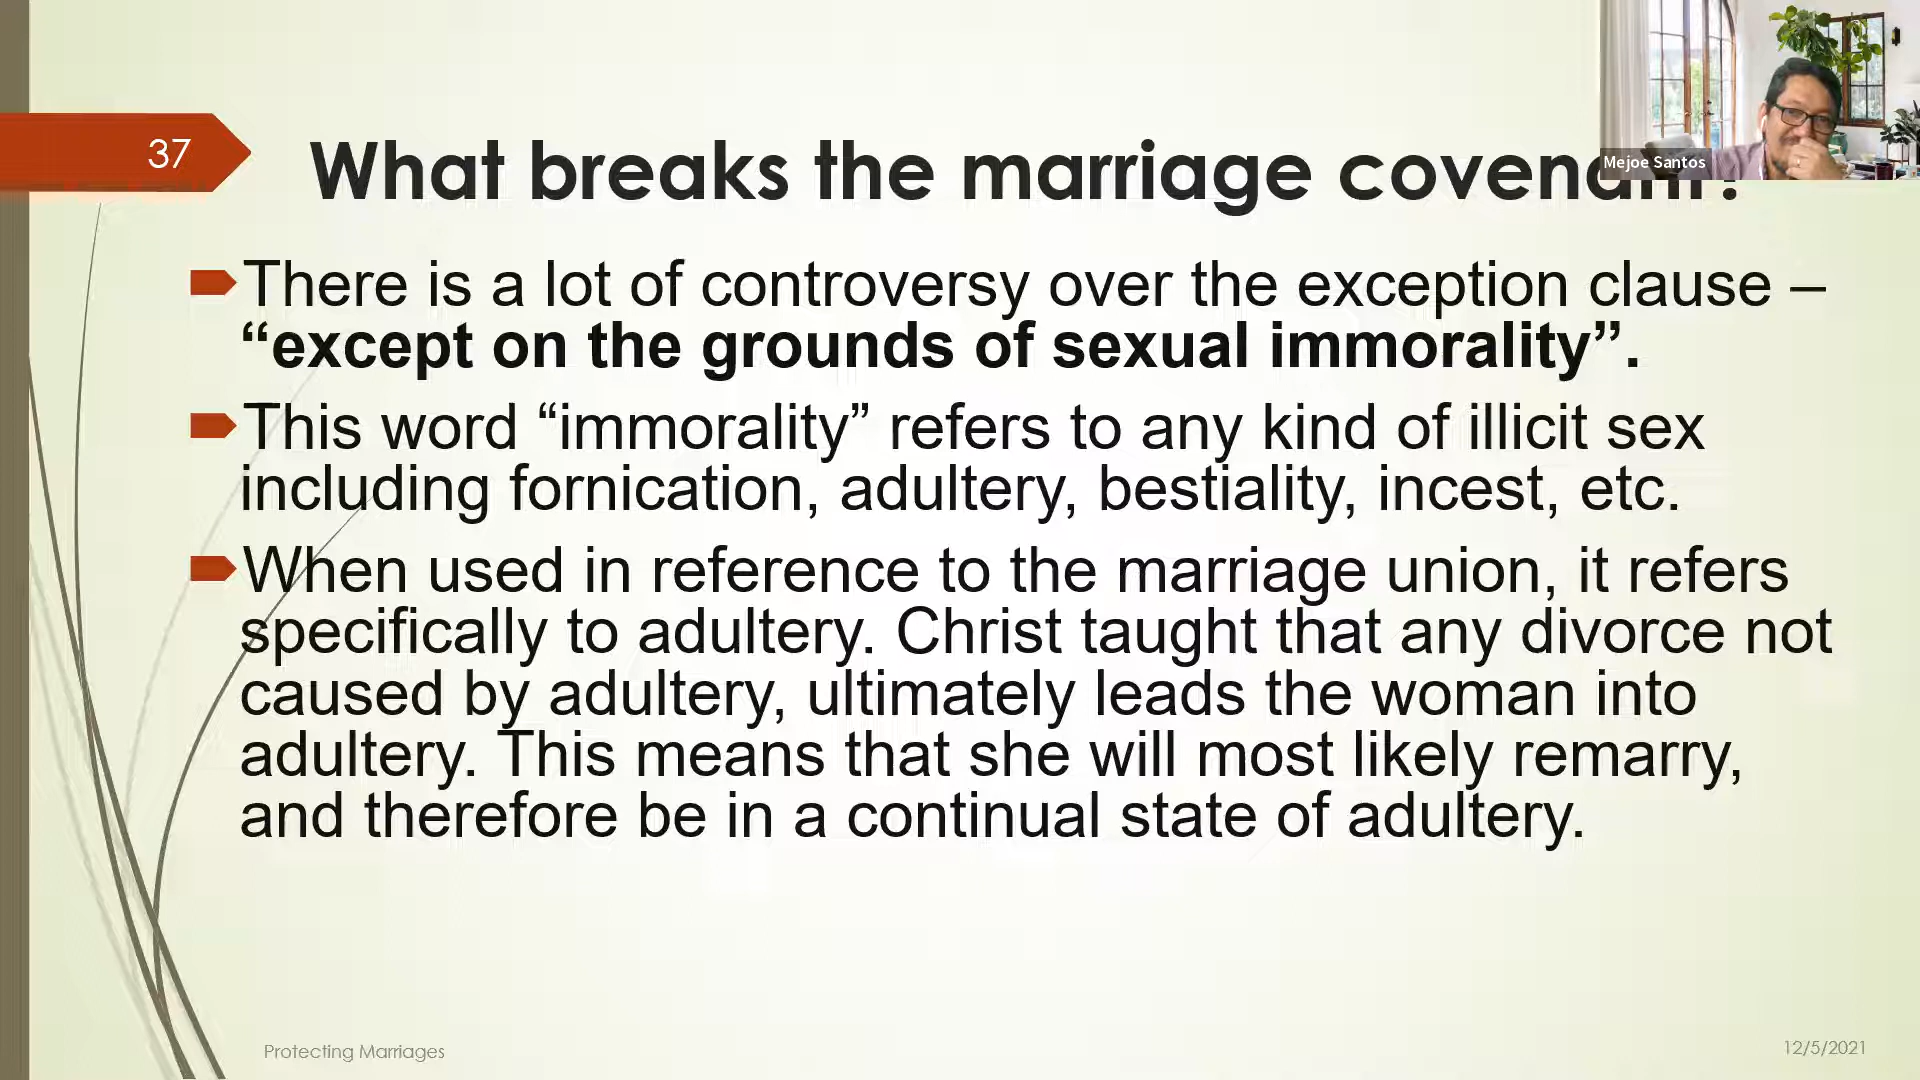 37
What breaks the marriage covenant?
Mejoe Santos
There is a lot of controversy over the exception clause –
“except on the grounds of sexual immorality”.
This word “immorality” refers to any kind of illicit sex
including fornication, adultery, bestiality, incest, etc.
When used in reference to the marriage union, it refers
specifically to adultery. Christ taught that any divorce not
caused by adultery, ultimately leads the woman into
adultery. This means that she will most likely remarry,
and therefore be in a continual state of adultery.
Protecting Marriages
12/5/2021